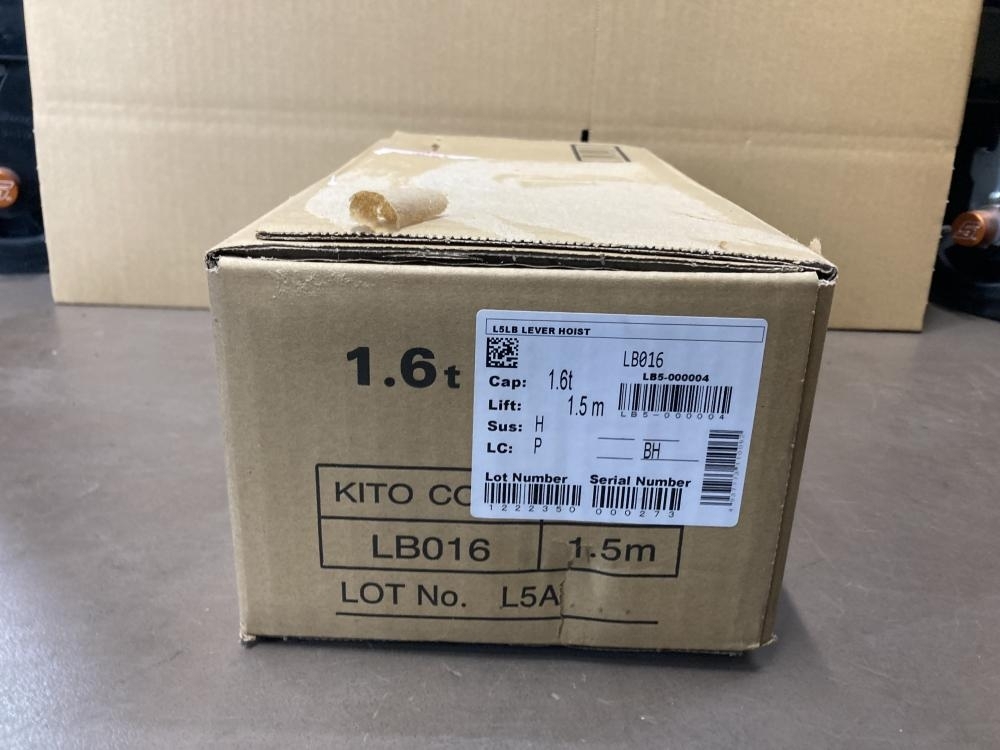 L5LB LEVER HOIST
LB016
LB5-000004
LB5-000004
1.6t
Cap: 1.6t
Lift: 1.5 m
Sus: H
LC: P
BH
Lot Number Serial Number
1222350 000273
KITO CO
LB016 1.5m
LOT No. L5A